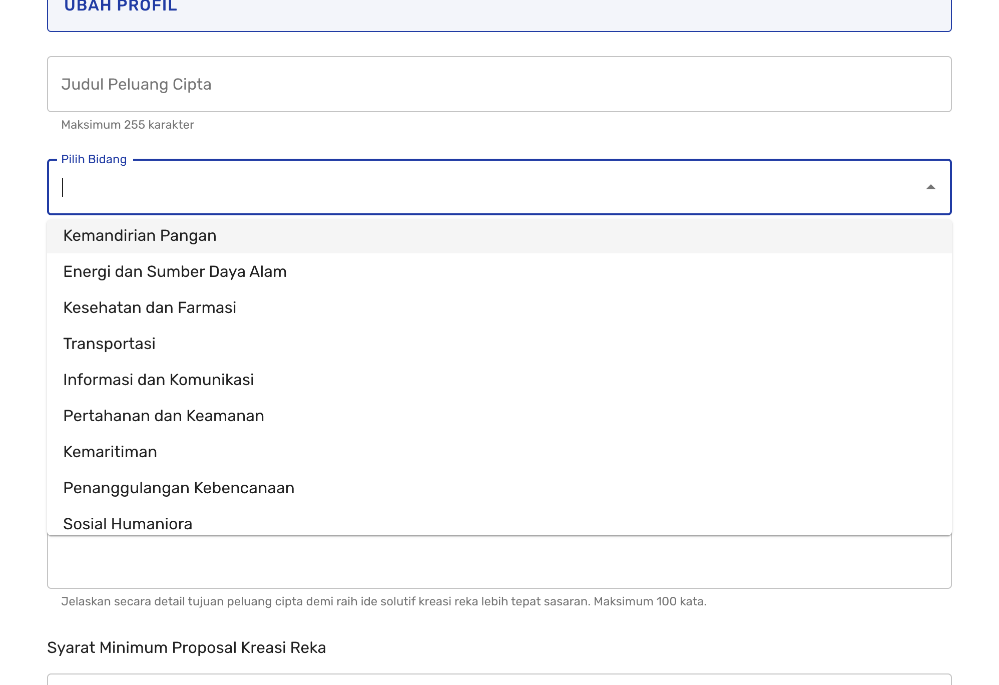 UBAH PROFIL
Judul Peluang Cipta
Maksimum 255 karakter
Pilih Bidang
Kemandirian Pangan
Energi dan Sumber Daya Alam
Kesehatan dan Farmasi
Transportasi
Informasi dan Komunikasi
Pertahanan dan Keamanan
Kemaritiman
Penanggulangan Kebencanaan
Sosial Humaniora
Jelaskan secara detail tujuan peluang cipta demi raih ide solutif kreasi reka lebih tepat sasaran. Maksimum 100 kata.
Syarat Minimum Proposal Kreasi Reka